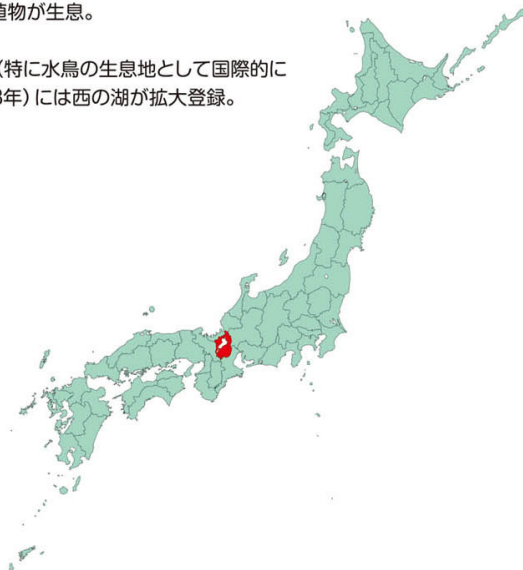 植物が生息。
(特に水鳥の生息地として国際的に
8年)には西の湖が拡大登録。